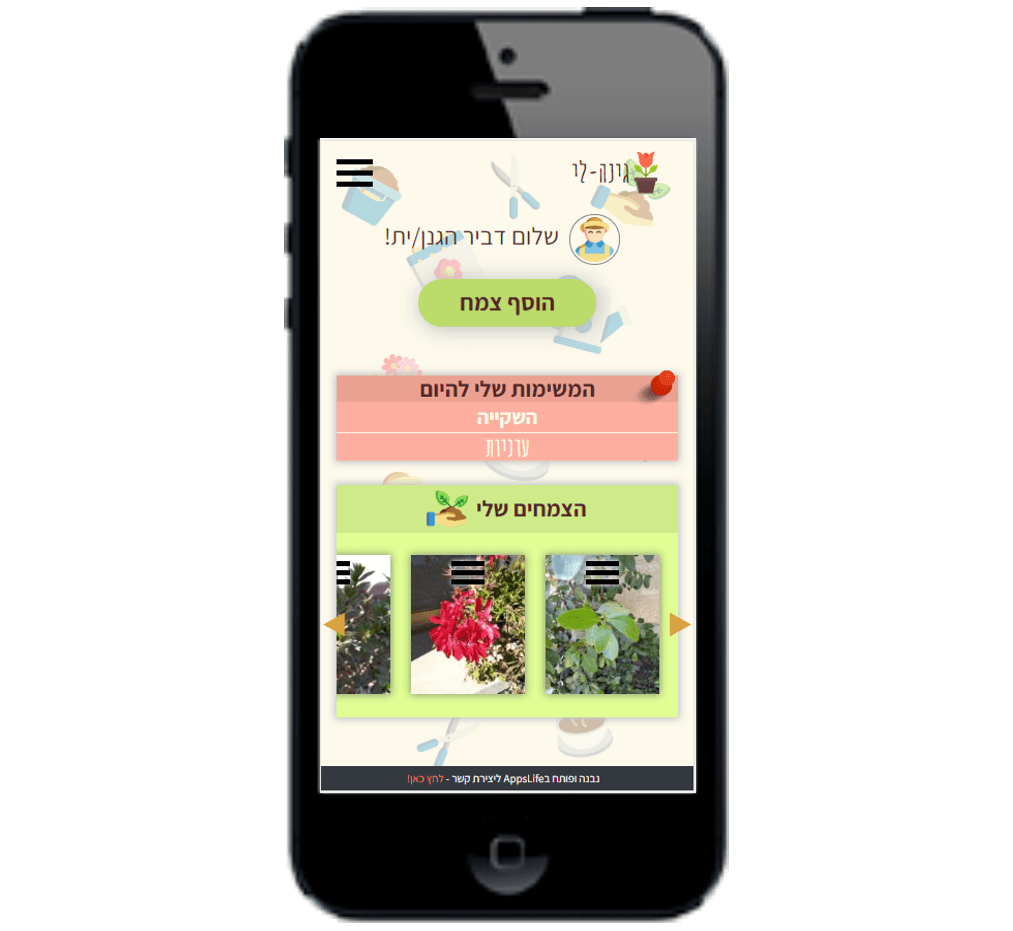 גינה-לי
שלום דביר הגנן/ית!
הוסף צמח
המשימות שלי להיום
השקייה
עדניות
הצמחים שלי
נבנה ופותח בAppsLife ליצירת קשר - לחץ כאן!